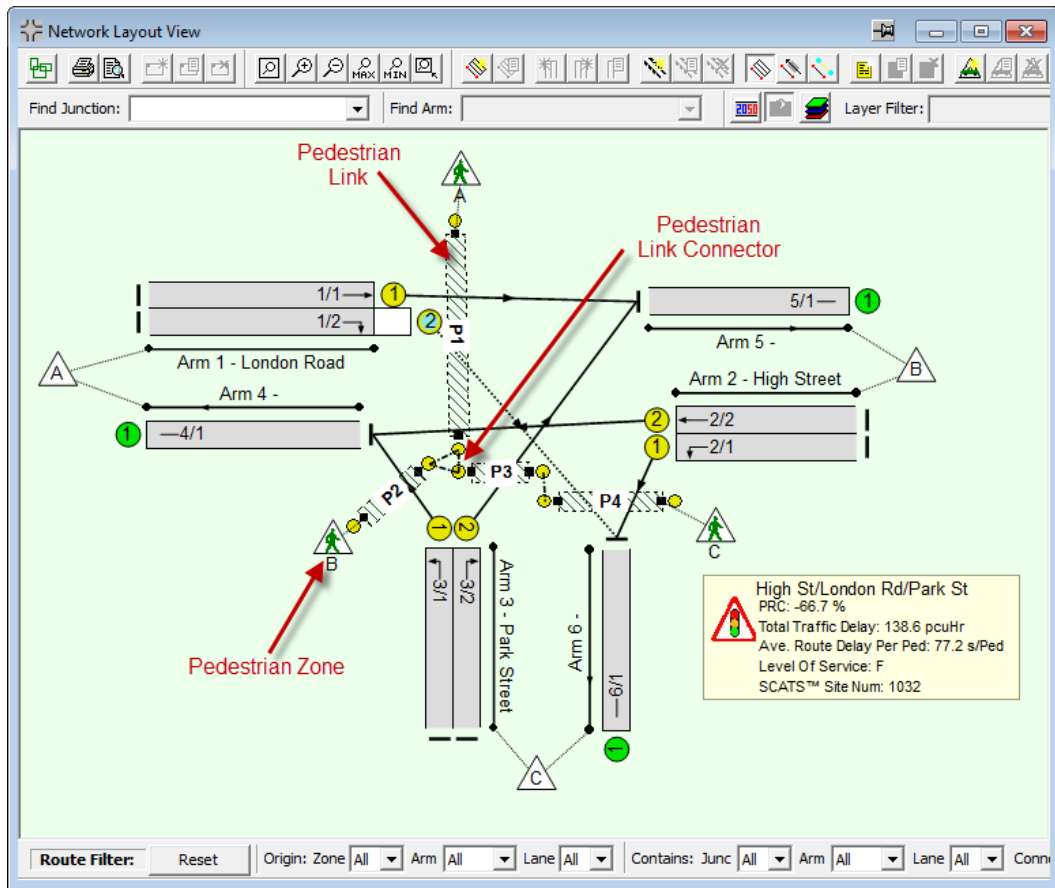 Network Layout View
MAX
MIN
Find Junction:
Find Arm:
2050
Layer Filter:
Pedestrian
Link
A
Pedestrian
Link Connector
1/1
1
1/2
2
5/1
1
P1
Arm 1 - London Road
Arm 5 -
A
B
Arm 4 -
Arm 2 - High Street
1
4/1
2
2/2
1
2/1
P2
P3
P4
B
C
1
2
3/1
3/2
Arm 3 - Park Street
Arm 6 -
6/1
1
C
Pedestrian Zone
High St/London Rd/Park St
PRC: -66.7 %
Total Traffic Delay: 138.6 pcuHr
Ave. Route Delay Per Ped: 77.2 s/Ped
Level Of Service: F
SCATS™ Site Num: 1032
Route Filter: Reset Origin: Zone All Arm All Lane All Contains: Junc All Arm All Lane All Conn